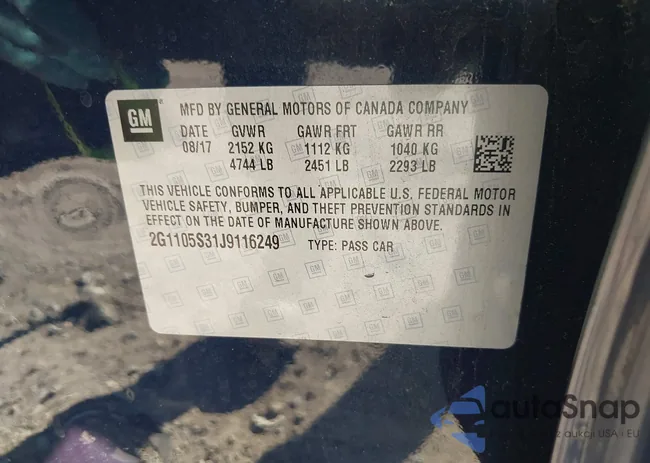 GM
MFD BY GENERAL MOTORS OF CANADA COMPANY
DATE GVWR GAWR FRT GAWR RR
08/17 2152 KG 1112 KG 1040 KG
4744 LB 2451 LB 2293 LB
THIS VEHICLE CONFORMS TO ALL APPLICABLE U.S. FEDERAL MOTOR
VEHICLE SAFETY, BUMPER, AND THEFT PREVENTION STANDARDS IN
EFFECT ON THE DATE OF MANUFACTURE SHOWN ABOVE.
2G1105S31J9116249 TYPE: PASS CAR
autoSnap
z aukcji USA i EU